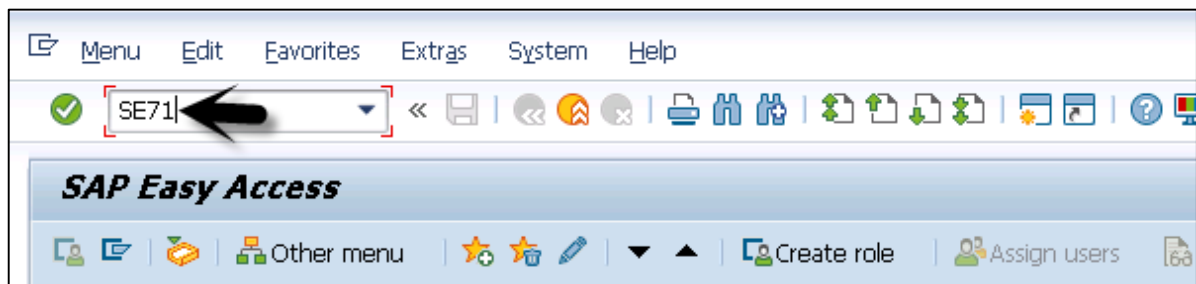 Menu Edit Favorites Extras System Help
SE71
SAP Easy Access
Other menu Create role Assign users